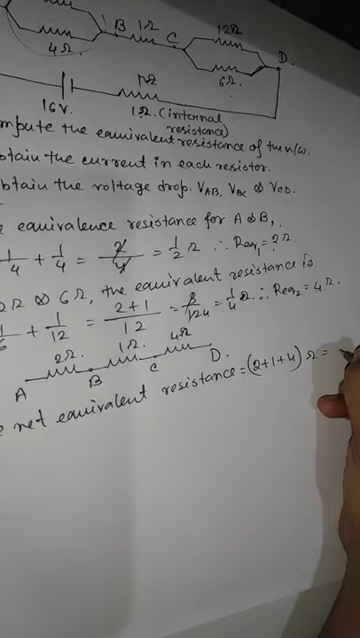 B 1Ω C 12Ω
4Ω D.
6Ω
16V. 1Ω (internal
resistance)
mpute the equivalent resistance of the n/w.
btain the current in each resistor.
btain the voltage drop. VAB, VBC & VCD.
equivalence resistance for A & B,
1/4 + 1/4 = 2/4 = 1/2 Ω ∴ Req1 = 2Ω.
2Ω & 6Ω, the equivalent resistance is
1/6 + 1/12 = 2+1/12 = 3/12 = 1/4 Ω ∴ Req2 = 4Ω.
2Ω 1Ω 4Ω
A B C D.
e net equivalent resistance = (2+1+4) Ω =